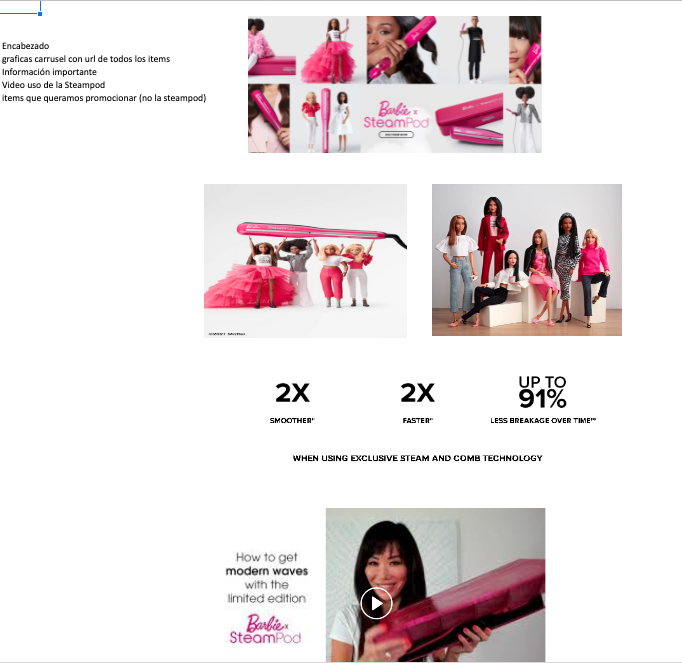 Encabezado
graficas carrusel con url de todos los items
Información importante
Video uso de la Steampod
items que queramos promocionar (no la steampod)
Barbie x
SteamPod
2X
SMOOTHER*
2X
FASTER*
UP TO
91%
LESS BREAKAGE OVER TIME**
WHEN USING EXCLUSIVE STEAM AND COMB TECHNOLOGY
How to get
modern waves
with the
limited edition
Barbie x
SteamPod